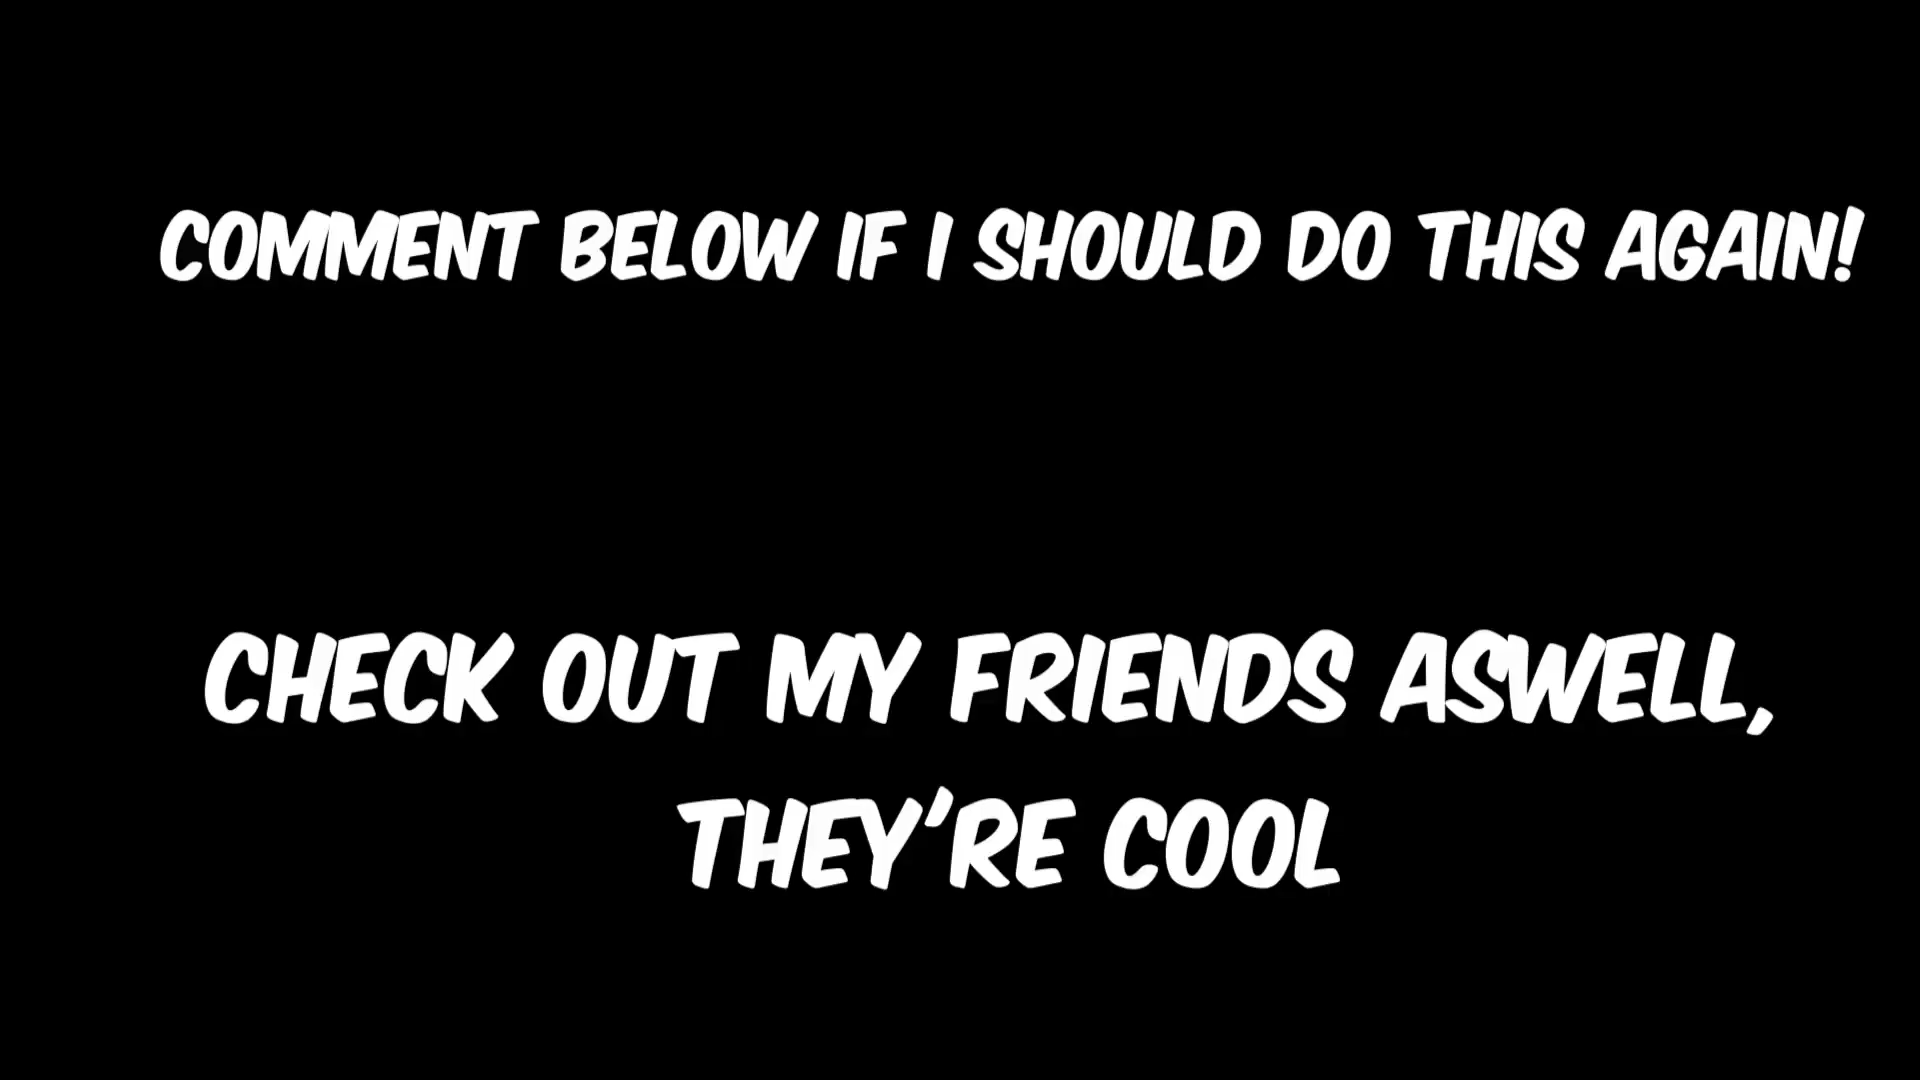 COMMENT BELOW IF I SHOULD DO THIS AGAIN!
CHECK OUT MY FRIENDS ASWELL,
THEY'RE COOL